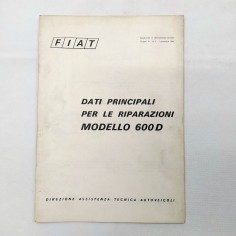 FIAT
DATI PRINCIPALI
PER LE RIPARAZIONI
MODELLO 600 D
DIREZIONE ASSISTENZA TECNICA AUTOVEICOLI